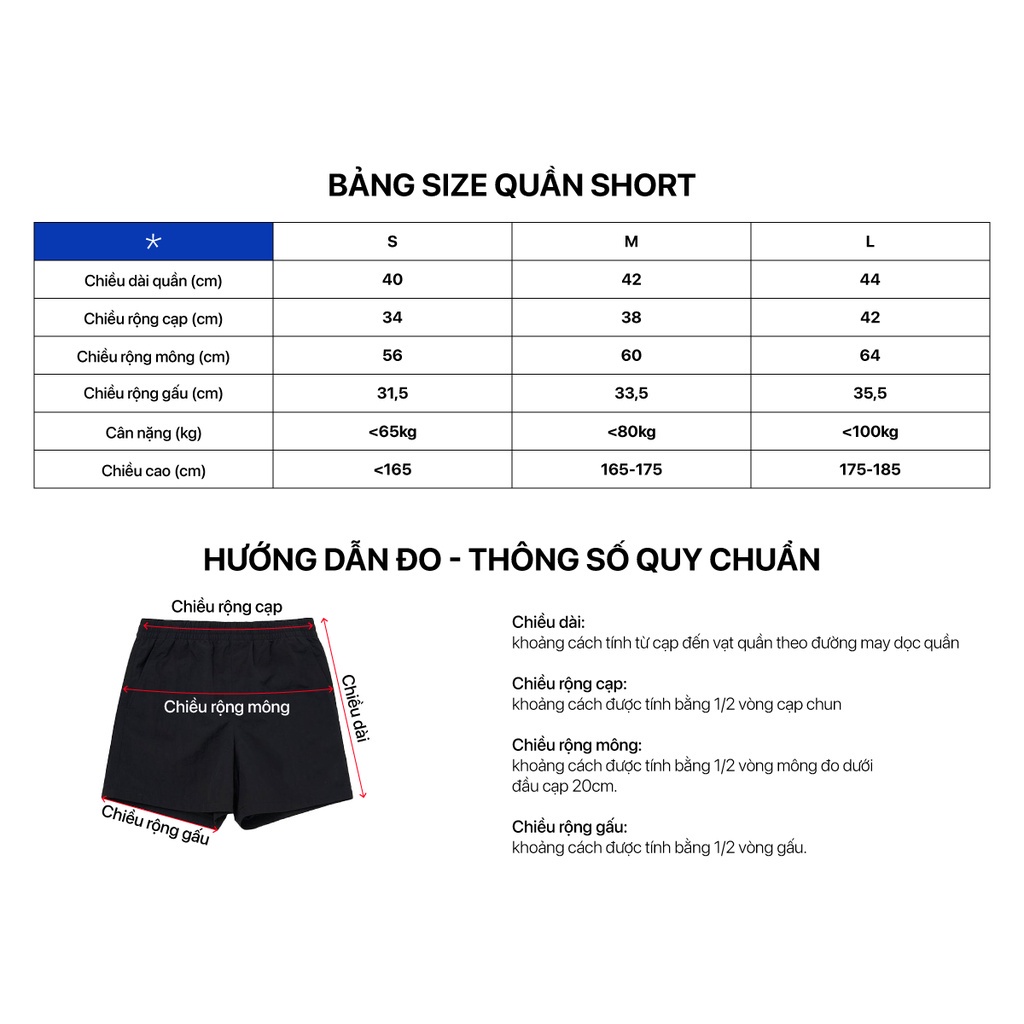 BẢNG SIZE QUẦN SHORT
S M L
Chiều dài quần (cm) 40 42 44
Chiều rộng cạp (cm) 34 38 42
Chiều rộng mông (cm) 56 60 64
Chiều rộng gấu (cm) 31,5 33,5 35,5
Cân nặng (kg) <65kg <80kg <100kg
Chiều cao (cm) <165 165-175 175-185
HƯỚNG DẪN ĐO - THÔNG SỐ QUY CHUẨN
Chiều rộng cạp
Chiều rộng mông
Chiều dài
Chiều rộng gấu
Chiều dài:
khoảng cách tính từ cạp đến vạt quần theo đường may dọc quần
Chiều rộng cạp:
khoảng cách được tính bằng 1/2 vòng cạp chun
Chiều rộng mông:
khoảng cách được tính bằng 1/2 vòng mông đo dưới
đầu cạp 20cm.
Chiều rộng gấu:
khoảng cách được tính bằng 1/2 vòng gấu.